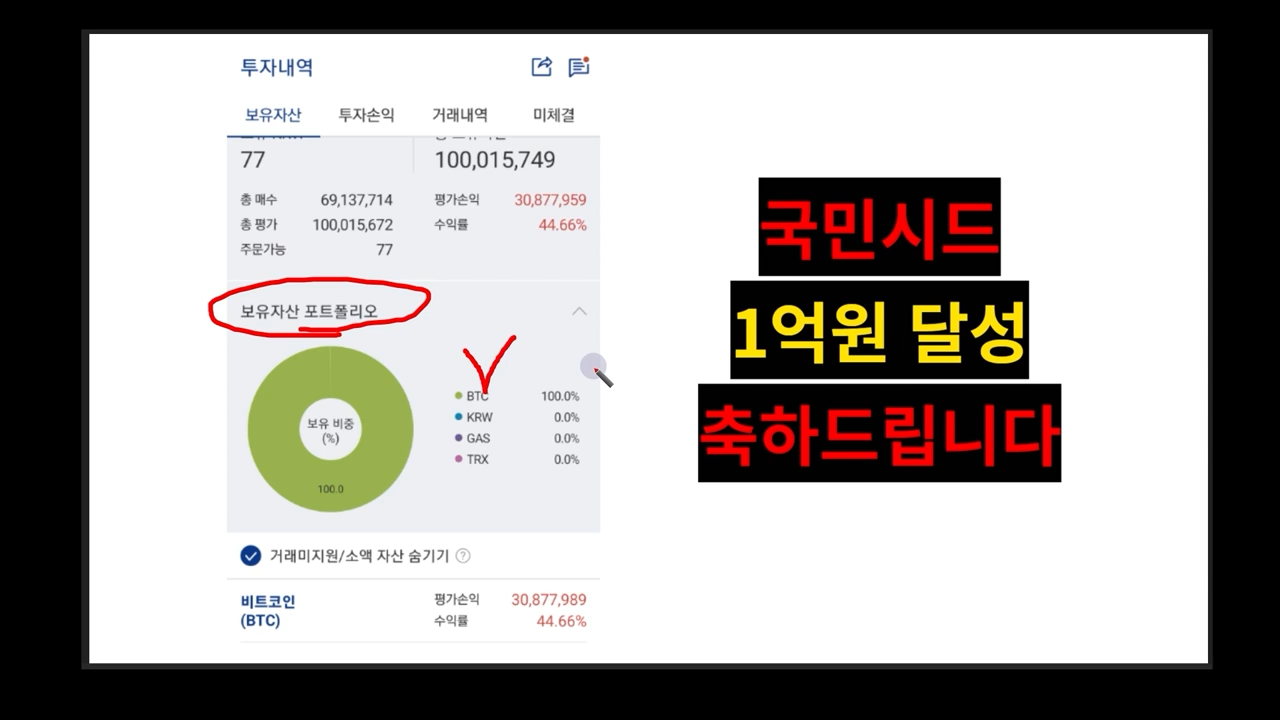 투자내역
보유자산 투자손익 거래내역 미체결
77 100,015,749
총 매수 69,137,714 평가손익 30,877,959
총 평가 100,015,672 수익률 44.66%
주문가능 77
보유자산 포트폴리오
보유 비중
(%)
100.0
BTC 100.0%
KRW 0.0%
GAS 0.0%
TRX 0.0%
거래미지원/소액 자산 숨기기 ?
비트코인 평가손익 30,877,989
(BTC) 수익률 44.66%
국민시드
1억원 달성
축하드립니다